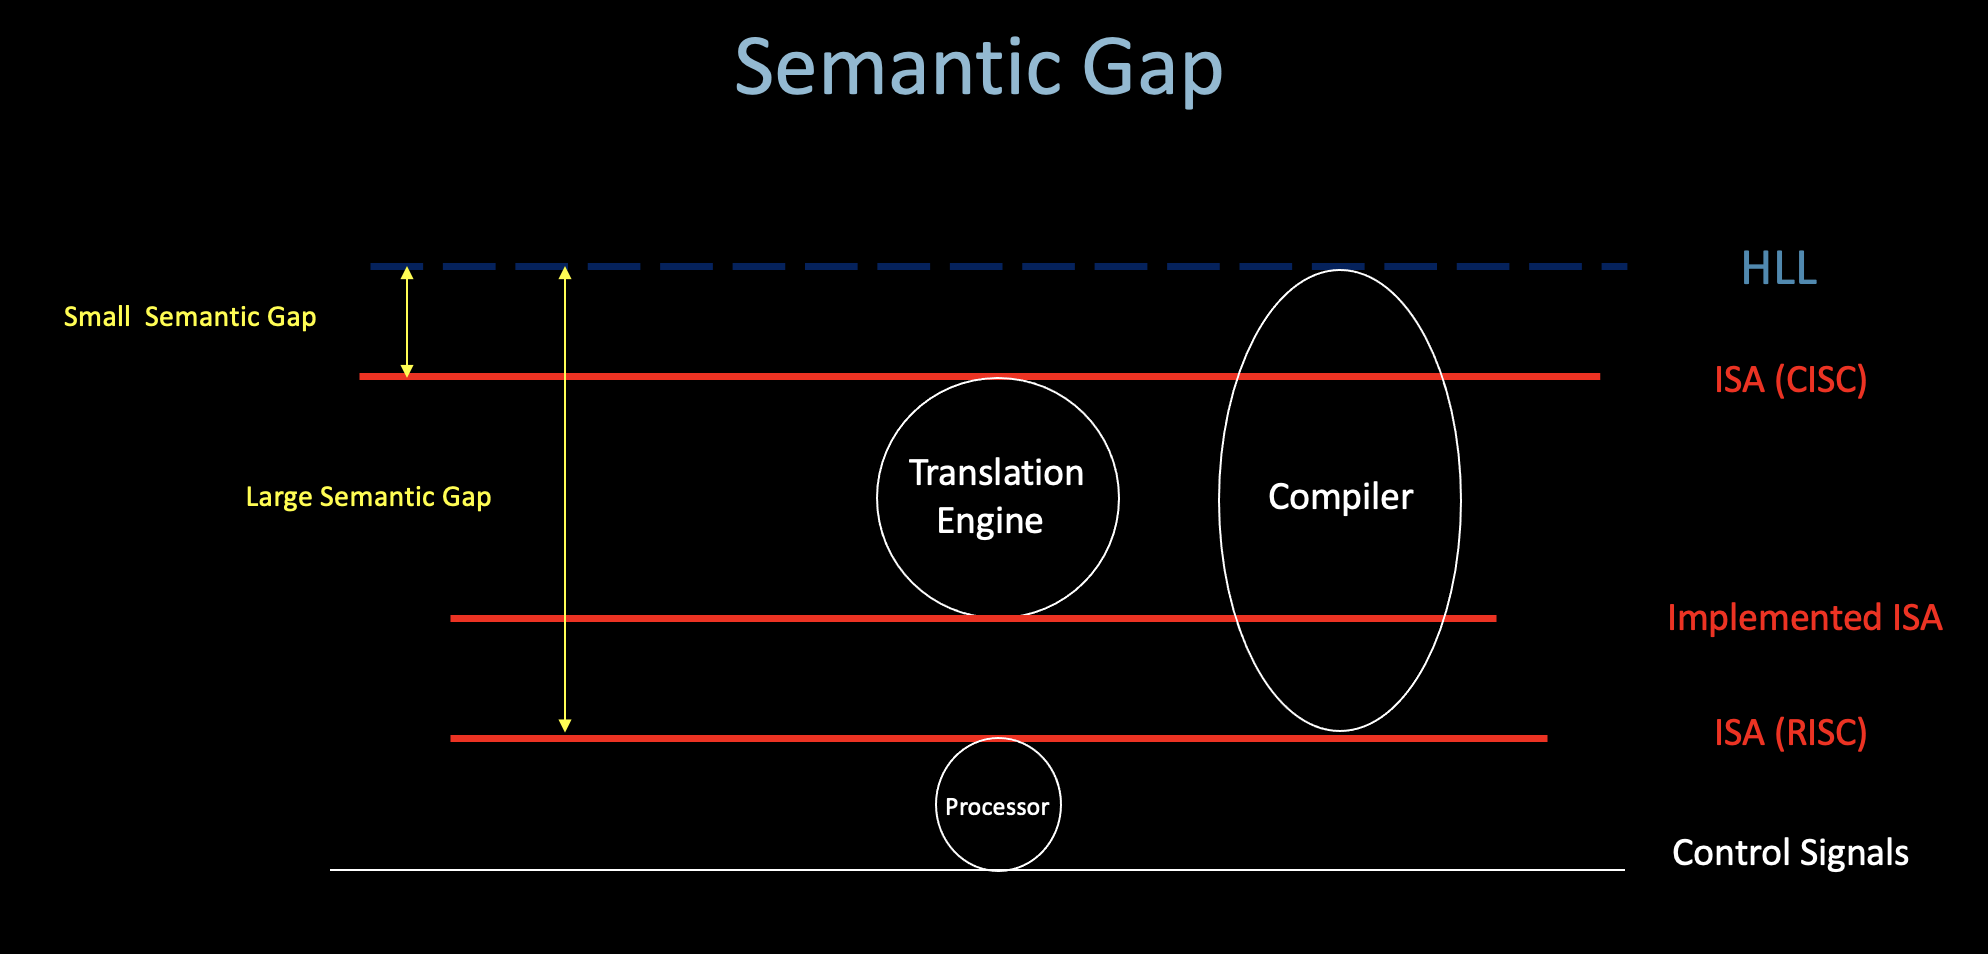 Semantic Gap
HLL
Small  Semantic Gap
ISA (CISC)
Translation
Engine
Compiler
Large Semantic Gap
Implemented ISA
ISA (RISC)
Processor
Control Signals